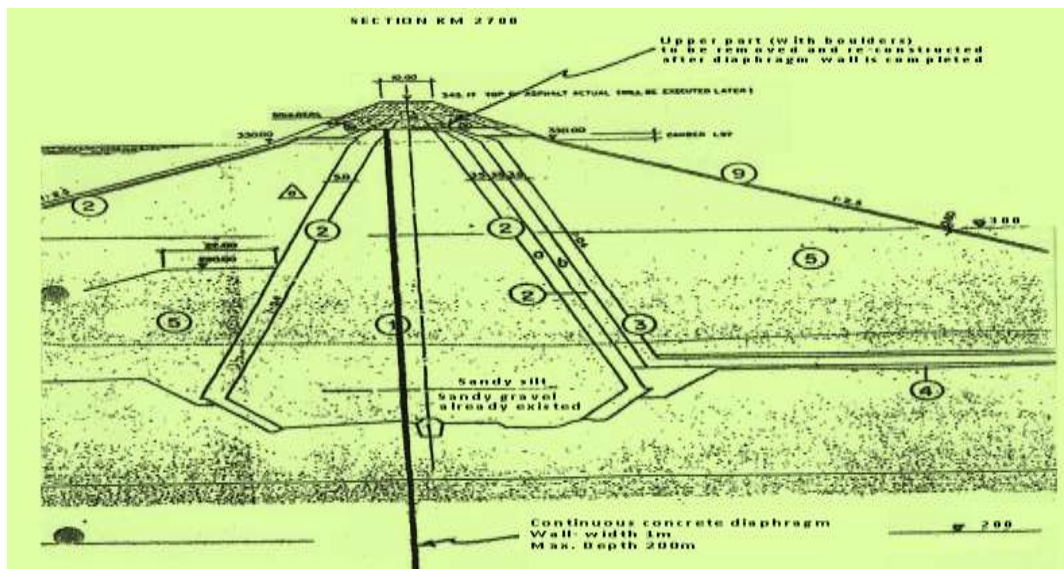 SECTION KM 2700
Upper part (with boulders)
to be removed and re-constructed
after diaphragm wall is completed
10.00
330.00
330.00
9
2
5.0
2
2
300
5
a
b
2
5
1
3
Sandy silt
Sandy gravel
already existed
4
Continuous concrete diaphragm
Wall- width 1m
Max. Depth 200m
200